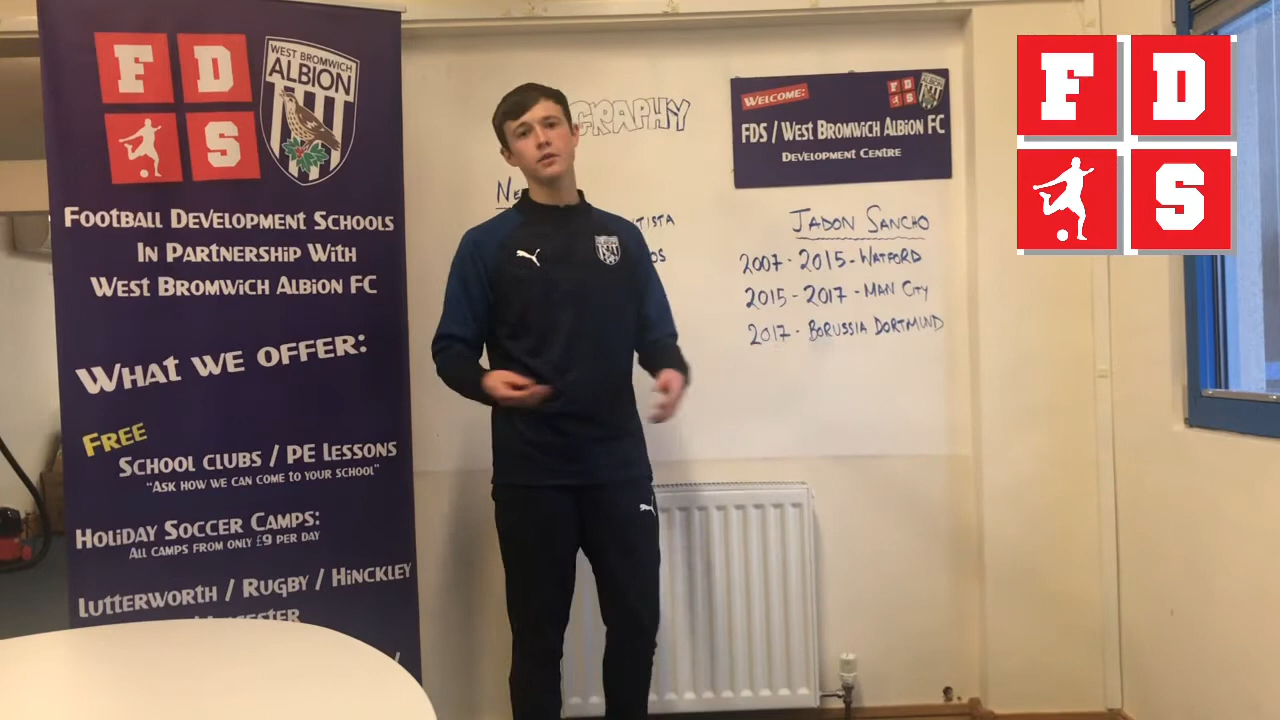 F D
S
WEST BROMWICH
ALBION
FOOTBALL DEVELOPMENT SCHOOLS
IN PARTNERSHIP WITH
WEST BROMWICH ALBION FC
WHAT WE OFFER:
FREE
SCHOOL CLUBS / PE LESSONS
"ASK HOW WE CAN COME TO YOUR SCHOOL"
HOLIDAY SOCCER CAMPS:
ALL CAMPS FROM ONLY £9 PER DAY
LUTTERWORTH / RUGBY / HINCKLEY
GRAPHY
WELCOME:
F D
S
FDS / WEST BROMWICH ALBION FC
DEVELOPMENT CENTRE
JADON SANCHO
2007 - 2015 - WATFORD
2015 - 2017 - MAN CITY
2017 - BORUSSIA DORTMUND
ALBION
F D
S